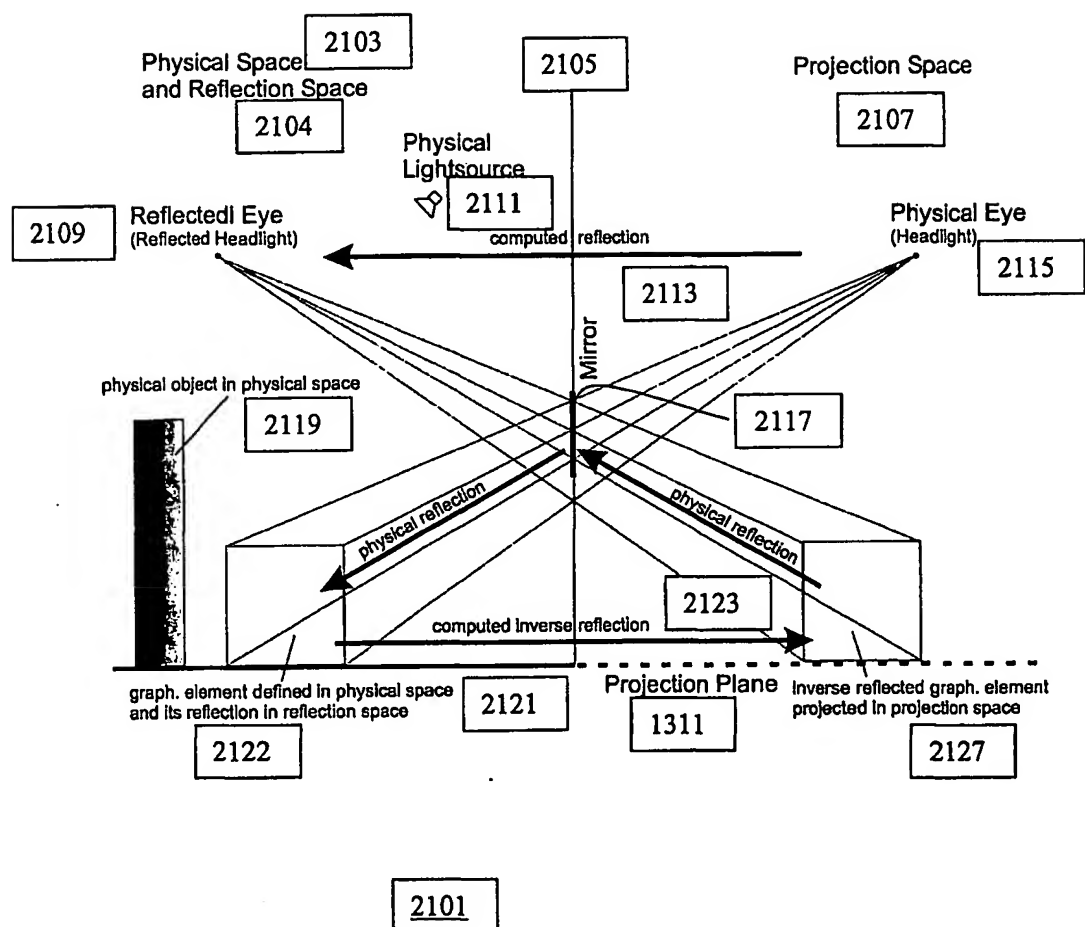 2103
2105
Physical Space
and Reflection Space
Projection Space
2104
2107
Physical
Lightsource
2111
2109
Reflectedl Eye
(Reflected Headlight)
Physical Eye
(Headlight)
2115
computed reflection
2113
Mirror
physical object in physical space
2119
2117
physical reflection
physical reflection
2123
computed inverse reflection
graph. element defined in physical space
and its reflection in reflection space
2121
Projection Plane
1311
Inverse reflected graph. element
projected in projection space
2122
2127
2101